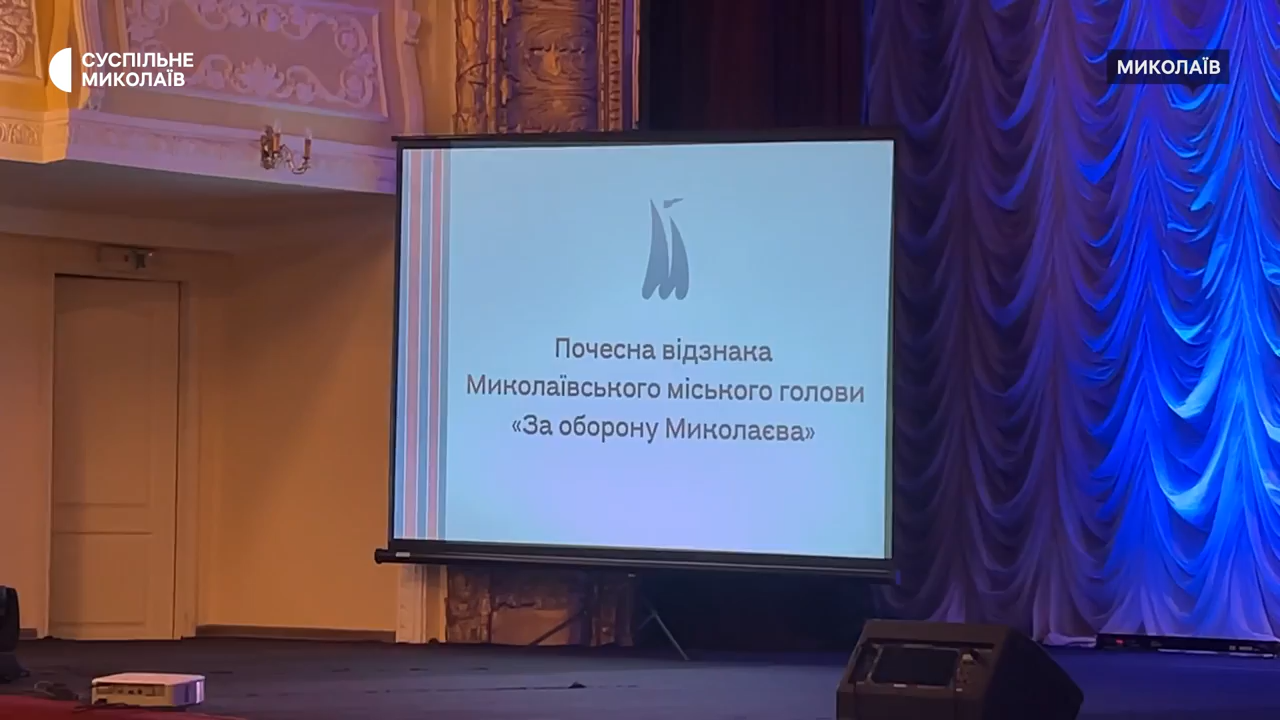 СУСПІЛЬНЕ
МИКОЛАЇВ
МИКОЛАЇВ
Почесна відзнака
Миколаївського міського голови
«За оборону Миколаєва»